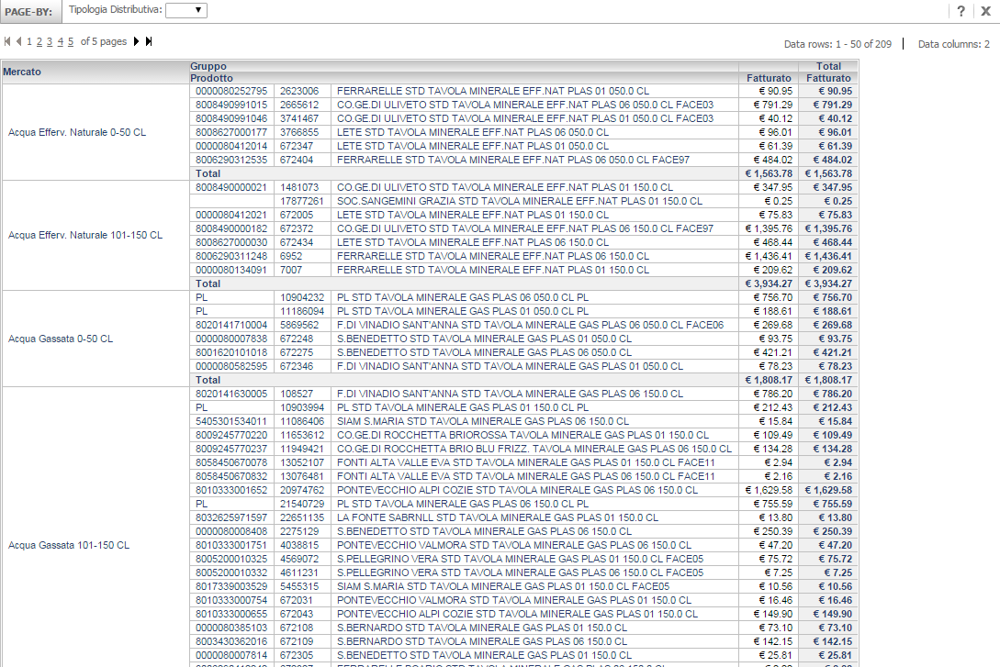 PAGE-BY: Tipologia Distributiva: ? X
1 2 3 4 5 of 5 pages Data rows: 1 - 50 of 209 Data columns: 2
Mercato Gruppo Total
Prodotto Fatturato Fatturato
0000080252795 2623006 FERRARELLE STD TAVOLA MINERALE EFF.NAT PLAS 01 050.0 CL € 90.95 € 90.95
8008490991015 2665612 CO.GE.DI ULIVETO STD TAVOLA MINERALE EFF.NAT PLAS 06 050.0 CL FACE03 € 791.29 € 791.29
8008490991046 3741467 CO.GE.DI ULIVETO STD TAVOLA MINERALE EFF.NAT PLAS 01 050.0 CL FACE03 € 40.12 € 40.12
Acqua Efferv. Naturale 0-50 CL 8008627000177 3766855 LETE STD TAVOLA MINERALE EFF.NAT PLAS 06 050.0 CL € 96.01 € 96.01
0000080412014 672347 LETE STD TAVOLA MINERALE EFF.NAT PLAS 01 050.0 CL € 61.39 € 61.39
8006290312535 672404 FERRARELLE STD TAVOLA MINERALE EFF.NAT PLAS 06 050.0 CL FACE97 € 484.02 € 484.02
Total € 1,563.78 € 1,563.78
8008490000021 1481073 CO.GE.DI ULIVETO STD TAVOLA MINERALE EFF.NAT PLAS 01 150.0 CL € 347.95 € 347.95
17877261 SOC.SANGEMINI GRAZIA STD TAVOLA MINERALE EFF.NAT PLAS 01 150.0 CL € 0.25 € 0.25
0000080412021 672005 LETE STD TAVOLA MINERALE EFF.NAT PLAS 01 150.0 CL € 75.83 € 75.83
Acqua Efferv. Naturale 101-150 CL 8008490000182 672372 CO.GE.DI ULIVETO STD TAVOLA MINERALE EFF.NAT PLAS 06 150.0 CL FACE97 € 1,395.76 € 1,395.76
8008627000030 672434 LETE STD TAVOLA MINERALE EFF.NAT PLAS 06 150.0 CL € 468.44 € 468.44
8006290311248 6952 FERRARELLE STD TAVOLA MINERALE EFF.NAT PLAS 06 150.0 CL € 1,436.41 € 1,436.41
0000080134091 7007 FERRARELLE STD TAVOLA MINERALE EFF.NAT PLAS 01 150.0 CL € 209.62 € 209.62
Total € 3,934.27 € 3,934.27
PL 10904232 PL STD TAVOLA MINERALE GAS PLAS 06 050.0 CL PL € 756.70 € 756.70
PL 11186094 PL STD TAVOLA MINERALE GAS PLAS 01 050.0 CL PL € 188.61 € 188.61
8020141710004 5869562 F.DI VINADIO SANT'ANNA STD TAVOLA MINERALE GAS PLAS 06 050.0 CL FACE06 € 269.68 € 269.68
Acqua Gassata 0-50 CL 0000080007838 672248 S.BENEDETTO STD TAVOLA MINERALE GAS PLAS 01 050.0 CL € 93.75 € 93.75
8001620101018 672275 S.BENEDETTO STD TAVOLA MINERALE GAS PLAS 06 050.0 CL € 421.21 € 421.21
0000080582595 672346 F.DI VINADIO SANT'ANNA STD TAVOLA MINERALE GAS PLAS 01 050.0 CL € 78.23 € 78.23
Total € 1,808.17 € 1,808.17
8020141630005 108527 F.DI VINADIO SANT'ANNA STD TAVOLA MINERALE GAS PLAS 06 150.0 CL € 786.20 € 786.20
PL 10903994 PL STD TAVOLA MINERALE GAS PLAS 01 150.0 CL PL € 212.43 € 212.43
5405301534011 11086406 SIAM S.MARIA STD TAVOLA MINERALE GAS PLAS 06 150.0 CL € 15.84 € 15.84
8009245770220 11653612 CO.GE.DI ROCCHETTA BRIOROSSA TAVOLA MINERALE GAS PLAS 01 150.0 CL € 109.49 € 109.49
8009245770237 11949421 CO.GE.DI ROCCHETTA BRIO BLU FRIZZ. TAVOLA MINERALE GAS PLAS 06 150.0 CL € 134.28 € 134.28
8058450670078 13052107 FONTI ALTA VALLE EVA STD TAVOLA MINERALE GAS PLAS 01 150.0 CL FACE11 € 2.94 € 2.94
8058450670832 13076481 FONTI ALTA VALLE EVA STD TAVOLA MINERALE GAS PLAS 06 150.0 CL FACE11 € 2.16 € 2.16
8010333001652 20974762 PONTEVECCHIO ALPI COZIE STD TAVOLA MINERALE GAS PLAS 06 150.0 CL € 1,629.58 € 1,629.58
PL 21540729 PL STD TAVOLA MINERALE GAS PLAS 06 150.0 CL PL € 755.59 € 755.59
8032625971597 22651135 LA FONTE SABRNLL STD TAVOLA MINERALE GAS PLAS 01 150.0 CL € 13.80 € 13.80
0000080008408 2275129 S.BENEDETTO STD TAVOLA MINERALE GAS PLAS 06 150.0 CL € 250.39 € 250.39
Acqua Gassata 101-150 CL 8010333001751 4038815 PONTEVECCHIO VALMORA STD TAVOLA MINERALE GAS PLAS 06 150.0 CL € 47.20 € 47.20
8005200010325 4569072 S.PELLEGRINO VERA STD TAVOLA MINERALE GAS PLAS 01 150.0 CL FACE05 € 75.72 € 75.72
8005200010332 4611231 S.PELLEGRINO VERA STD TAVOLA MINERALE GAS PLAS 06 150.0 CL FACE05 € 7.25 € 7.25
8017339003529 5455315 SIAM S.MARIA STD TAVOLA MINERALE GAS PLAS 01 150.0 CL FACE05 € 10.56 € 10.56
8010333000754 672031 PONTEVECCHIO VALMORA STD TAVOLA MINERALE GAS PLAS 01 150.0 CL € 16.46 € 16.46
8010333000655 672043 PONTEVECCHIO ALPI COZIE STD TAVOLA MINERALE GAS PLAS 01 150.0 CL € 149.90 € 149.90
0000080385103 672108 S.BERNARDO STD TAVOLA MINERALE GAS PLAS 01 150.0 CL € 73.10 € 73.10
8003430362016 672109 S.BERNARDO STD TAVOLA MINERALE GAS PLAS 06 150.0 CL € 142.15 € 142.15
0000080007814 672305 S.BENEDETTO STD TAVOLA MINERALE GAS PLAS 01 150.0 CL € 25.81 € 25.81